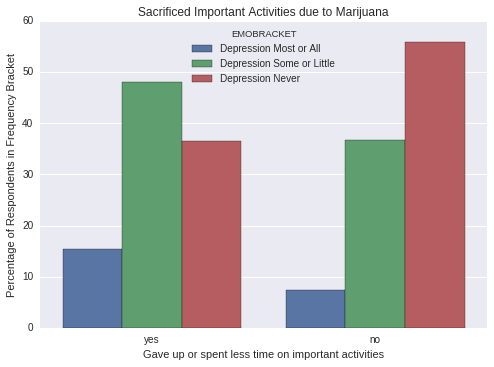 Sacrificed Important Activities due to Marijuana
EMOBRACKET
Depression Most or All
Depression Some or Little
Depression Never
Percentage of Respondents in Frequency Bracket
60
50
40
30
20
10
0
yes
no
Gave up or spent less time on important activities